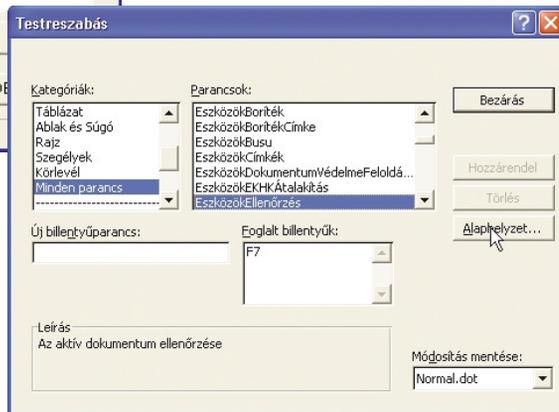 Testreszabás
Kategóriák:
Táblázat
Ablak és Súgó
Rajz
Szegélyek
Körlevél
Minden parancs
Parancsok:
EszközökBoríték
EszközökBorítékCímke
EszközökBusu
EszközökCímkék
EszközökDokumentumVédelmeFeloldá...
EszközökEKHKÁtalakítás
EszközökEllenőrzés
Bezárás
Hozzárendel
Törlés
Alaphelyzet...
Új billentyűparancs:
Foglalt billentyűk:
F7
Leírás
Az aktív dokumentum ellenőrzése
Módosítás mentése:
Normal.dot